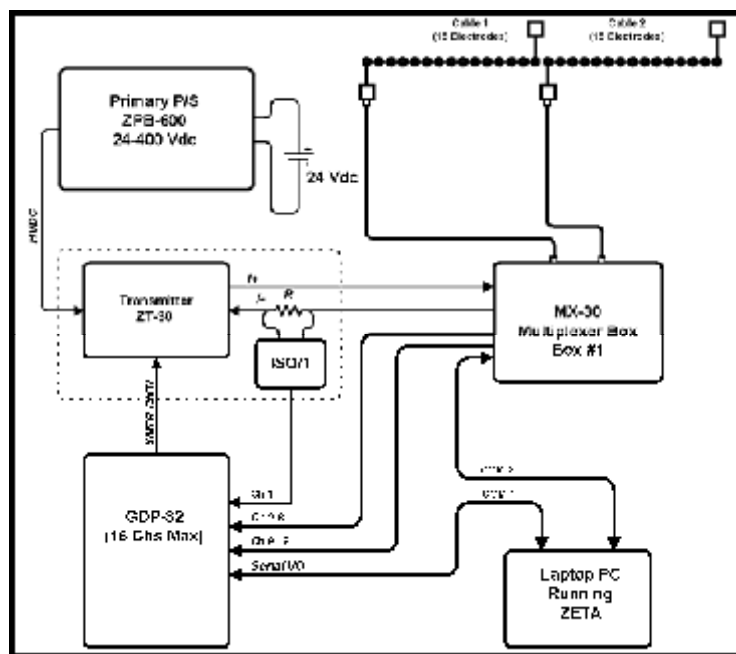 Cable 1
(15 Electrodes)
Cable 2
(15 Electrodes)
Primary P/S
ZPB-600
24-400 Vdc
24 Vdc
HVDC
Transmitter
ZT-30
R
ISO/1
MX-30
Multiplexer Box
Box #1
GDP-32
(16 Chs Max)
Serial I/O
Laptop PC
Running
ZETA